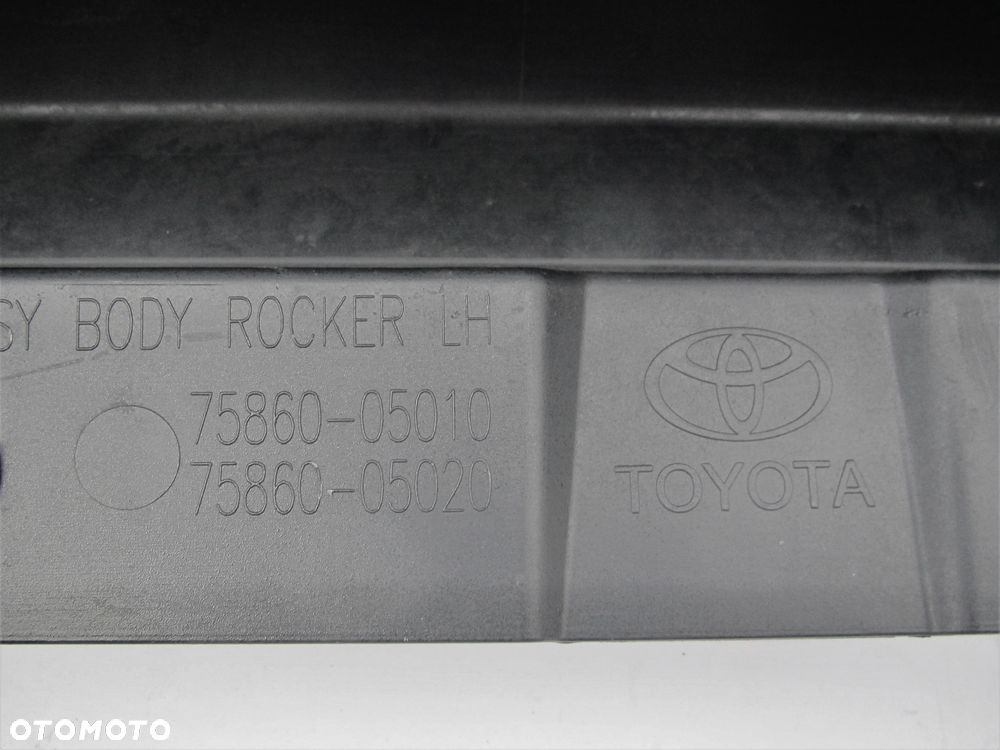 SY BODY ROCKER LH
75860-05010
75860-05020
TOYOTA
OTOMOTO